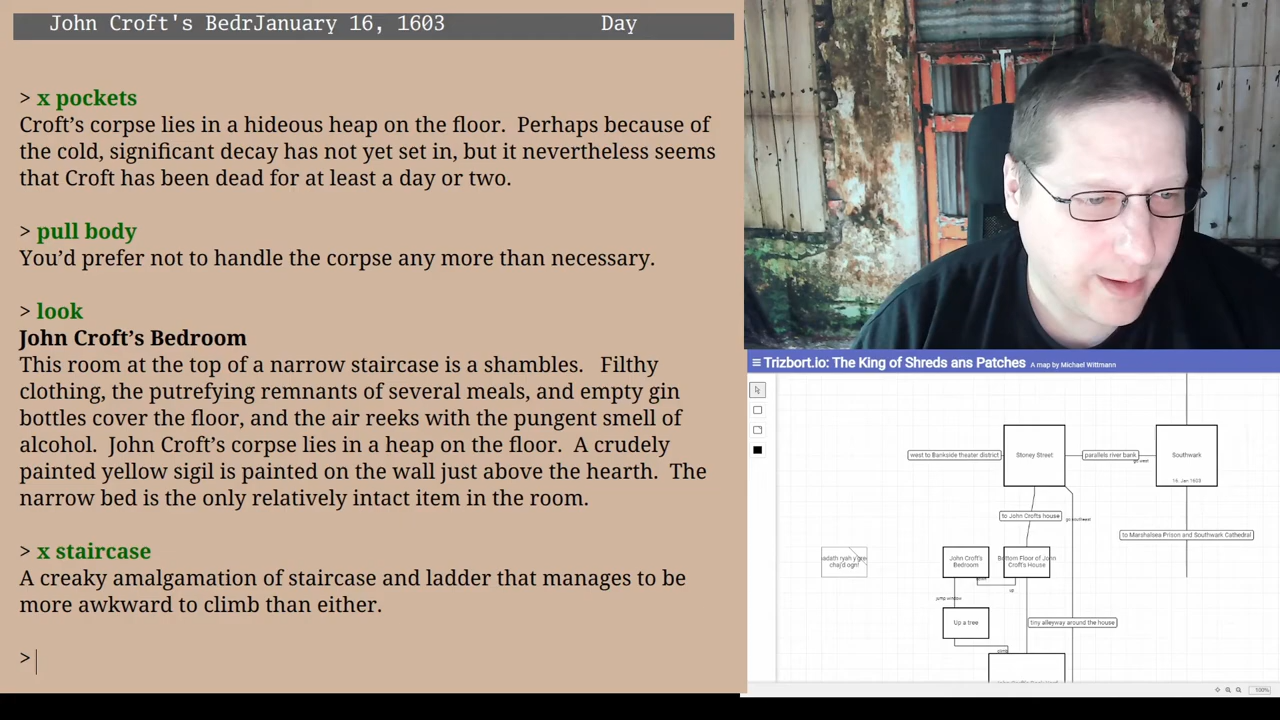 John Croft's BedrJanuary 16, 1603 Day
> x pockets
Croft’s corpse lies in a hideous heap on the floor.  Perhaps because of
the cold, significant decay has not yet set in, but it nevertheless seems
that Croft has been dead for at least a day or two.
> pull body
You’d prefer not to handle the corpse any more than necessary.
> look
John Croft’s Bedroom
This room at the top of a narrow staircase is a shambles.   Filthy
clothing, the putrefying remnants of several meals, and empty gin
bottles cover the floor, and the air reeks with the pungent smell of
alcohol.  John Croft’s corpse lies in a heap on the floor.  A crudely
painted yellow sigil is painted on the wall just above the hearth.  The
narrow bed is the only relatively intact item in the room.
> x staircase
A creaky amalgamation of staircase and ladder that manages to be
more awkward to climb than either.
>
Trizbort.io: The King of Shreds ans Patches A map by Michael Wittmann
west to Bankside theater district
Stoney Street
parallels river bank
go west
Southwark
16. Jan 1603
to John Crofts house
go southwest
to Marshalsea Prison and Southwark Cathedral
John Croft's
Bedroom
Bottom Floor of John
Croft's House
down
up
jump window
Up a tree
tiny alleyway around the house
100%